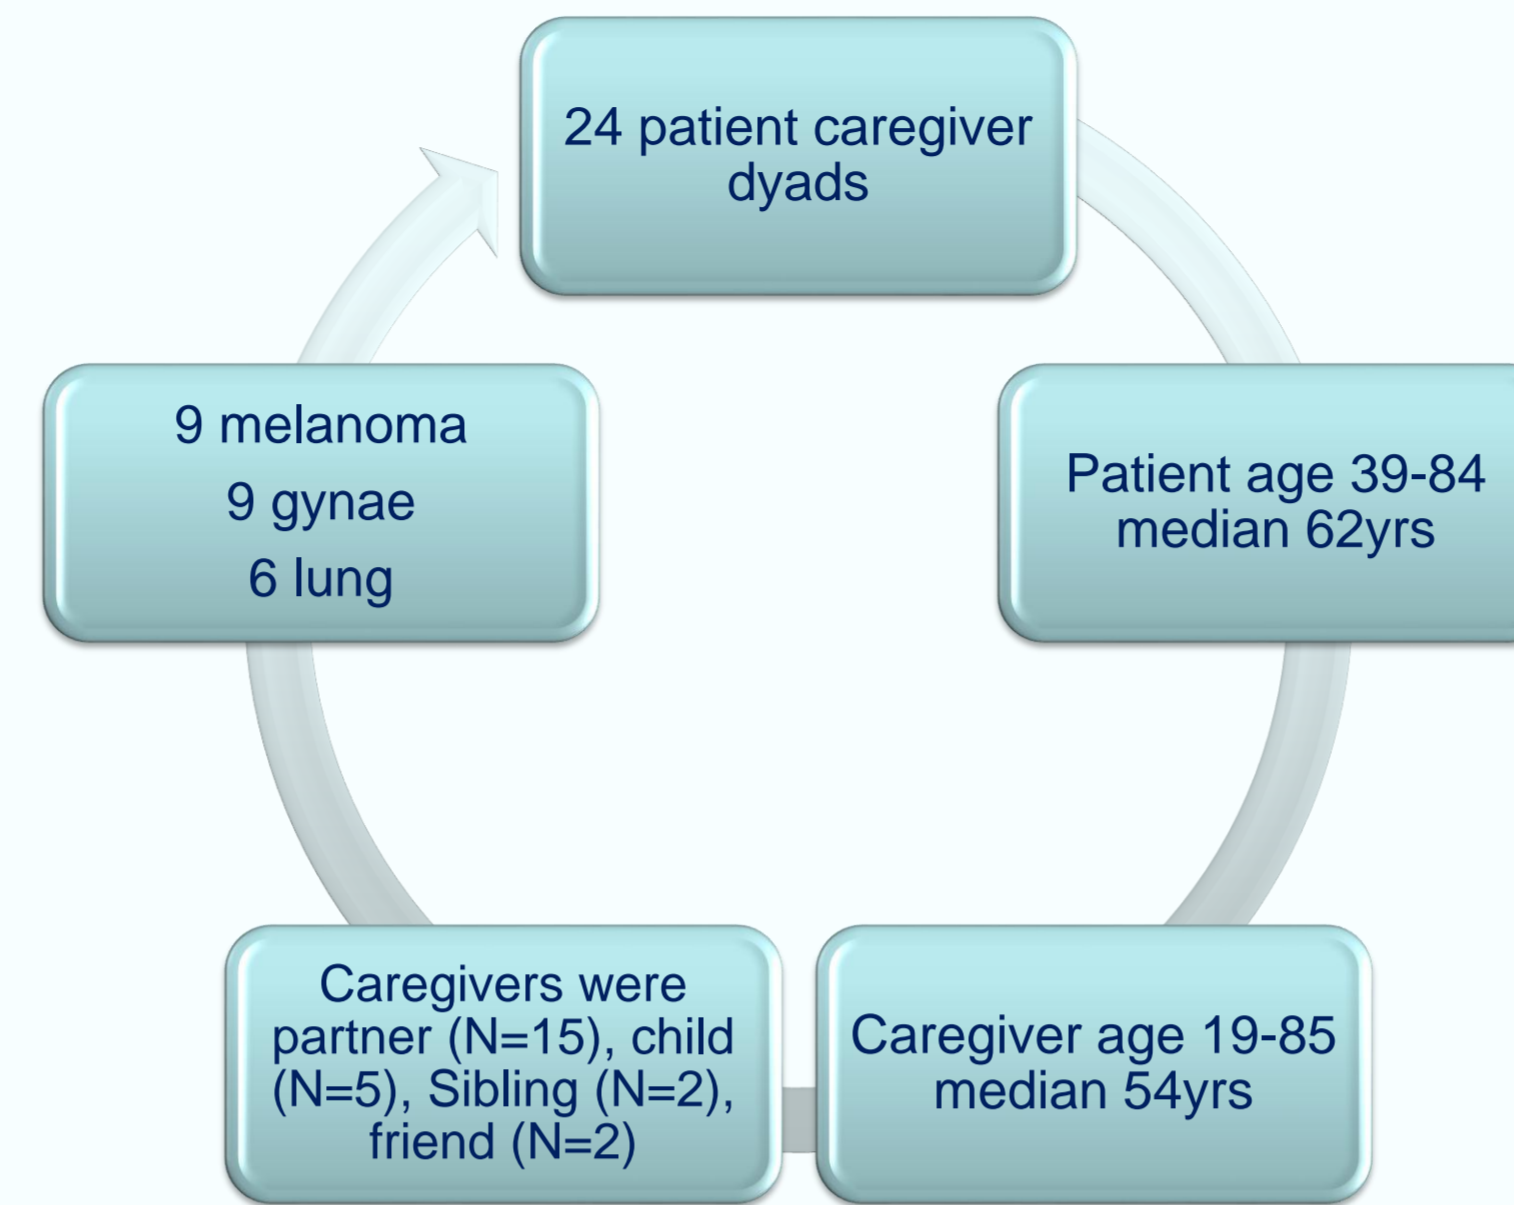 24 patient caregiver
dyads
Patient age 39-84
median 62yrs
Caregiver age 19-85
median 54yrs
Caregivers were
partner (N=15), child
(N=5), Sibling (N=2),
friend (N=2)
9 melanoma
9 gynae
6 lung